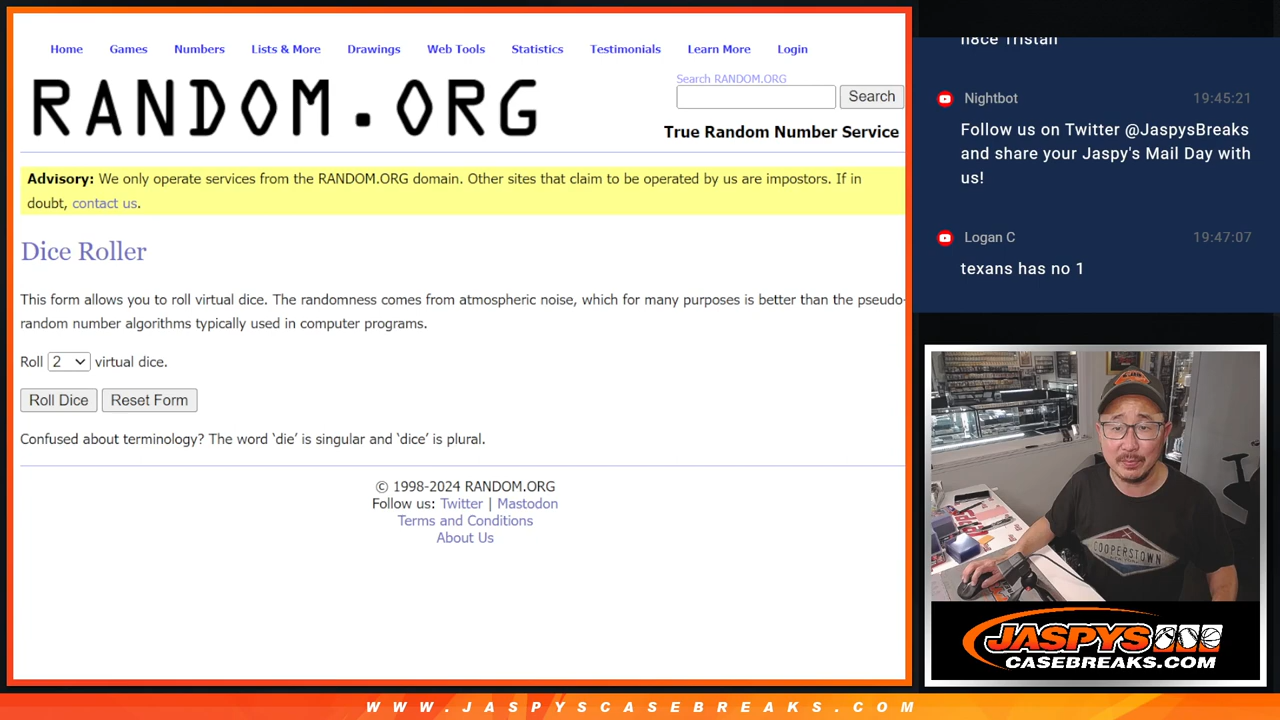 Home Games Numbers Lists & More Drawings Web Tools Statistics Testimonials Learn More Login
RANDOM.ORG
Search RANDOM.ORG
Search
True Random Number Service
Advisory: We only operate services from the RANDOM.ORG domain. Other sites that claim to be operated by us are impostors. If in
doubt, contact us.
Dice Roller
This form allows you to roll virtual dice. The randomness comes from atmospheric noise, which for many purposes is better than the pseudo-
random number algorithms typically used in computer programs.
Roll 2 virtual dice.
Roll Dice Reset Form
Confused about terminology? The word ‘die’ is singular and ‘dice’ is plural.
© 1998-2024 RANDOM.ORG
Follow us: Twitter | Mastodon
Terms and Conditions
About Us
n8ce Tristan
Nightbot 19:45:21
Follow us on Twitter @JaspysBreaks
and share your Jaspy's Mail Day with
us!
Logan C 19:47:07
texans has no 1
COOPERSTOWN
JASPYS
CASEBREAKS.COM
WWW.JASPYSCASEBREAKS.COM